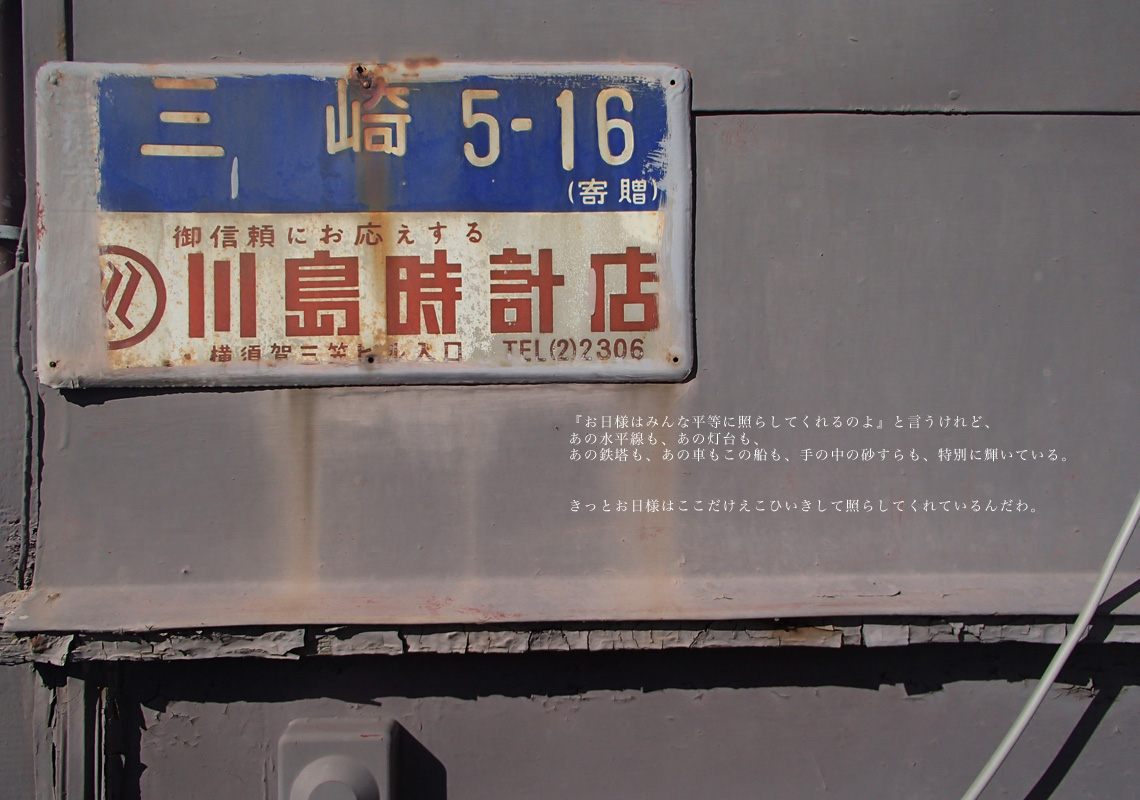 三崎 5-16
(寄贈)
御信頼にお応えする
川島時計店
横須賀三笠ビル入口 TEL(2)2306
『お日様はみんな平等に照らしてくれるのよ』と言うけれど、
あの水平線も、あの灯台も、
あの鉄塔も、あの車もこの船も、手の中の砂すらも、特別に輝いている。
きっとお日様はここだけえこひいきして照らしてくれているんだわ。